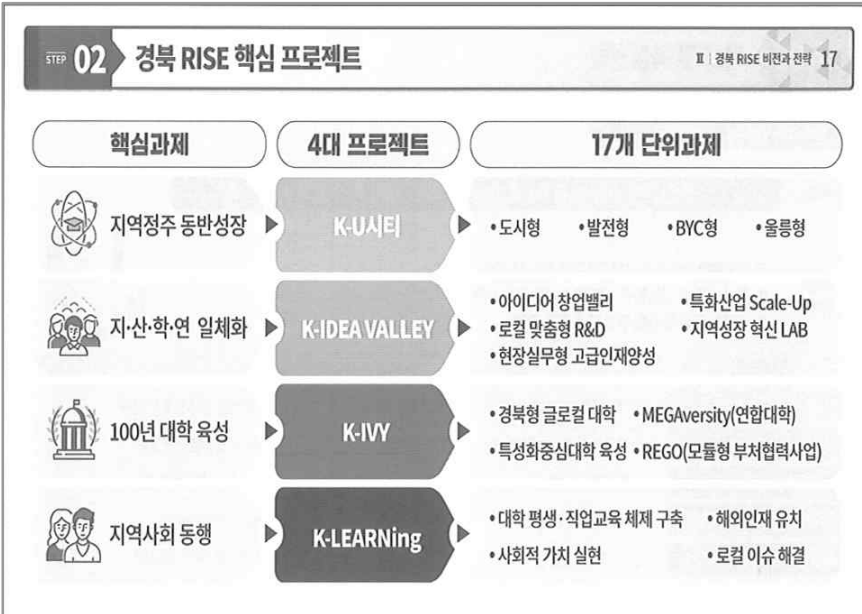 STEP 02 경북 RISE 핵심 프로젝트
Ⅱ | 경북 RISE 비전과 전략 17
핵심과제 4대 프로젝트 17개 단위과제
지역정주 동반성장 K-U시티 •도시형 •발전형 •BYC형 •울릉형
지·산·학·연 일체화 K-IDEA VALLEY
•아이디어 창업밸리 •특화산업 Scale-Up
•로컬 맞춤형 R&D •지역성장 혁신 LAB
•현장실무형 고급인재양성
100년 대학 육성 K-IVY
•경북형 글로컬 대학 •MEGAversity(연합대학)
•특성화중심대학 육성 •REGO(모듈형 부처협력사업)
지역사회 동행 K-LEARNing
•대학 평생·직업교육 체제 구축 •해외인재 유치
•사회적 가치 실현 •로컬 이슈 해결